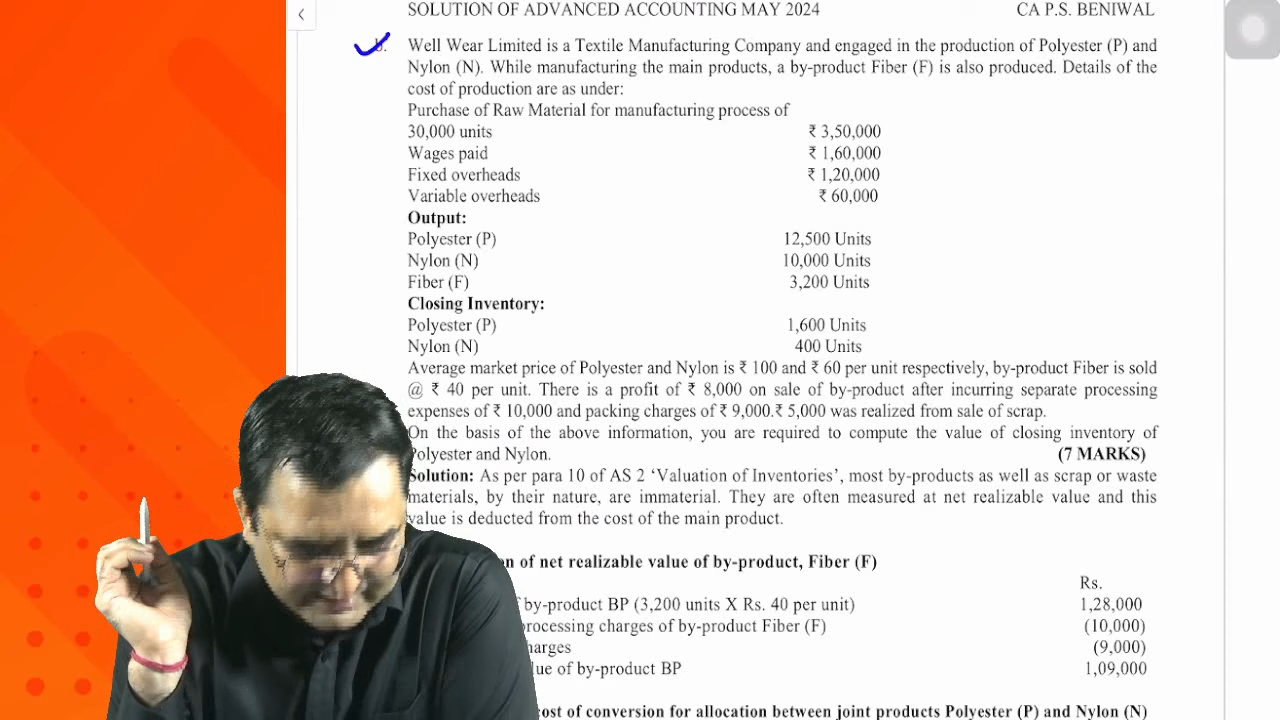 SOLUTION OF ADVANCED ACCOUNTING MAY 2024 CA P.S. BENIWAL
Well Wear Limited is a Textile Manufacturing Company and engaged in the production of Polyester (P) and
Nylon (N). While manufacturing the main products, a by-product Fiber (F) is also produced. Details of the
cost of production are as under:
Purchase of Raw Material for manufacturing process of
30,000 units ₹ 3,50,000
Wages paid ₹ 1,60,000
Fixed overheads ₹ 1,20,000
Variable overheads ₹ 60,000
Output:
Polyester (P) 12,500 Units
Nylon (N) 10,000 Units
Fiber (F) 3,200 Units
Closing Inventory:
Polyester (P) 1,600 Units
Nylon (N) 400 Units
Average market price of Polyester and Nylon is ₹ 100 and ₹ 60 per unit respectively, by-product Fiber is sold
@ ₹ 40 per unit. There is a profit of ₹ 8,000 on sale of by-product after incurring separate processing
expenses of ₹ 10,000 and packing charges of ₹ 9,000.₹ 5,000 was realized from sale of scrap.
On the basis of the above information, you are required to compute the value of closing inventory of
Polyester and Nylon. (7 MARKS)
Solution: As per para 10 of AS 2 ‘Valuation of Inventories’, most by-products as well as scrap or waste
materials, by their nature, are immaterial. They are often measured at net realizable value and this
value is deducted from the cost of the main product.
of net realizable value of by-product, Fiber (F)
Rs.
by-product BP (3,200 units X Rs. 40 per unit) 1,28,000
processing charges of by-product Fiber (F) (10,000)
(9,000)
of by-product BP 1,09,000
cost of conversion for allocation between joint products Polyester (P) and Nylon (N)